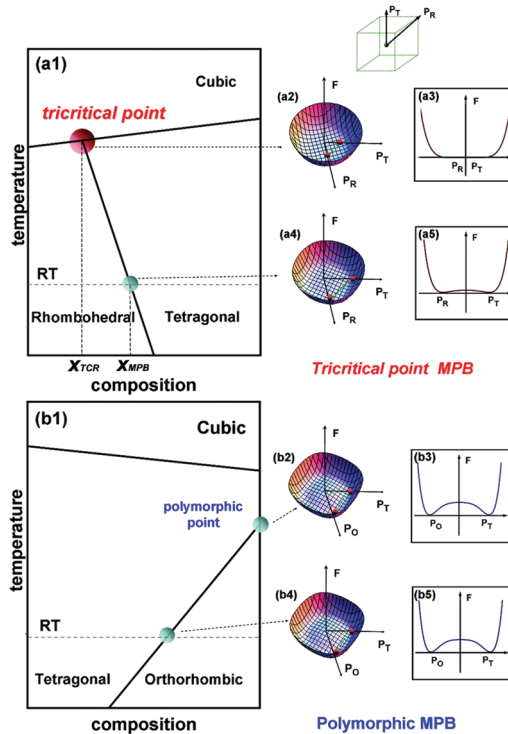 P_T P_R
(a1)
Cubic
tricritical point
temperature
RT
Rhombohedral
Tetragonal
X_TCR X_MPB
composition
(a2)
F
P_T
P_R
(a3)
F
P_R P_T
(a4)
F
P_T
P_R
(a5)
F
P_R P_T
Tricritical point MPB
(b1)
Cubic
polymorphic
point
temperature
RT
Tetragonal
Orthorhombic
composition
(b2)
F
P_T
P_O
(b3)
F
P_O P_T
(b4)
F
P_T
P_O
(b5)
F
P_O P_T
Polymorphic MPB